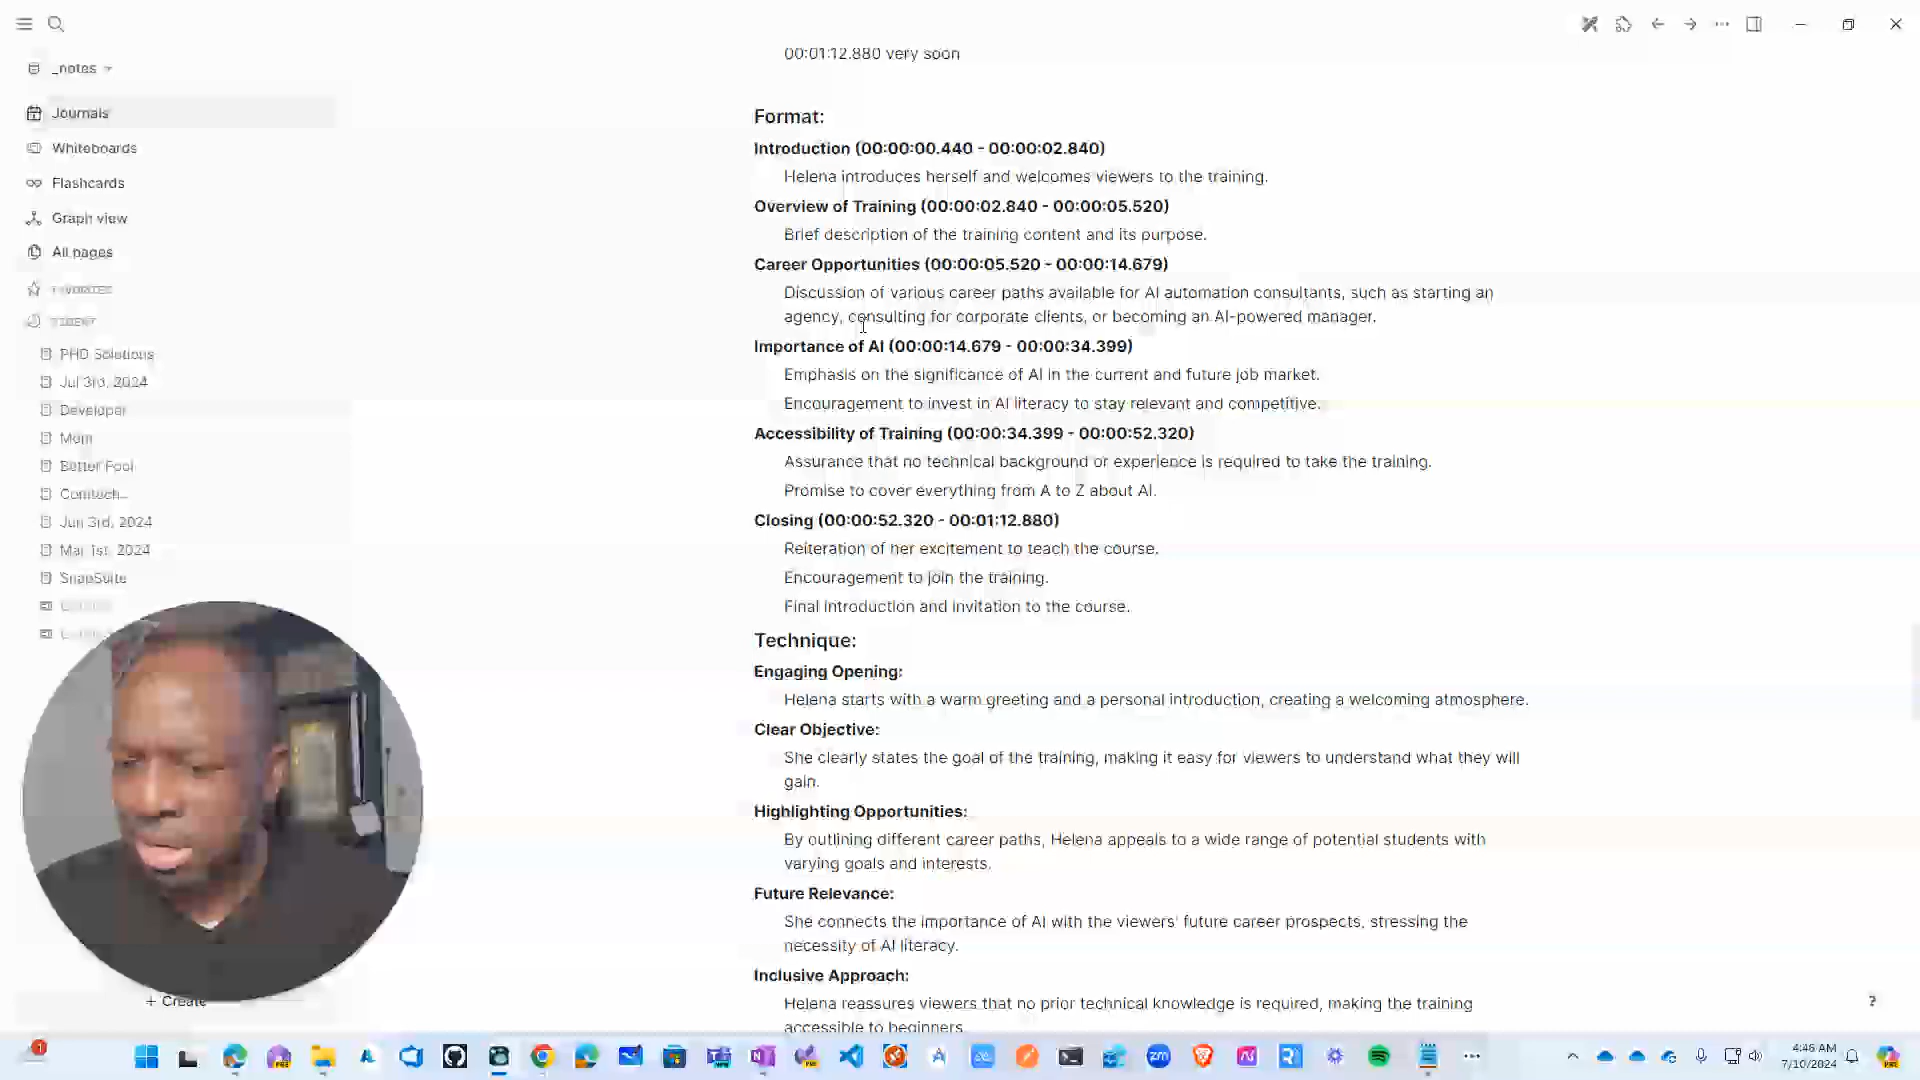 _notes
Journals
Whiteboards
Flashcards
Graph view
All pages
FAVORITES
RECENT
PHD Solutions
Jul 3rd, 2024
Developer
Mom
Better Pool
Comtech...
Jun 3rd, 2024
Mar 1st, 2024
SnapSuite
+ Create
00:01:12.880 very soon
Format:
Introduction (00:00:00.440 - 00:00:02.840)
Helena introduces herself and welcomes viewers to the training.
Overview of Training (00:00:02.840 - 00:00:05.520)
Brief description of the training content and its purpose.
Career Opportunities (00:00:05.520 - 00:00:14.679)
Discussion of various career paths available for AI automation consultants, such as starting an
agency, consulting for corporate clients, or becoming an AI-powered manager.
Importance of AI (00:00:14.679 - 00:00:34.399)
Emphasis on the significance of AI in the current and future job market.
Encouragement to invest in AI literacy to stay relevant and competitive.
Accessibility of Training (00:00:34.399 - 00:00:52.320)
Assurance that no technical background or experience is required to take the training.
Promise to cover everything from A to Z about AI.
Closing (00:00:52.320 - 00:01:12.880)
Reiteration of her excitement to teach the course.
Encouragement to join the training.
Final introduction and invitation to the course.
Technique:
Engaging Opening:
Helena starts with a warm greeting and a personal introduction, creating a welcoming atmosphere.
Clear Objective:
She clearly states the goal of the training, making it easy for viewers to understand what they will
gain.
Highlighting Opportunities:
By outlining different career paths, Helena appeals to a wide range of potential students with
varying goals and interests.
Future Relevance:
She connects the importance of AI with the viewers' future career prospects, stressing the
necessity of AI literacy.
Inclusive Approach:
Helena reassures viewers that no prior technical knowledge is required, making the training
accessible to beginners.
?
4:46 AM
7/10/2024